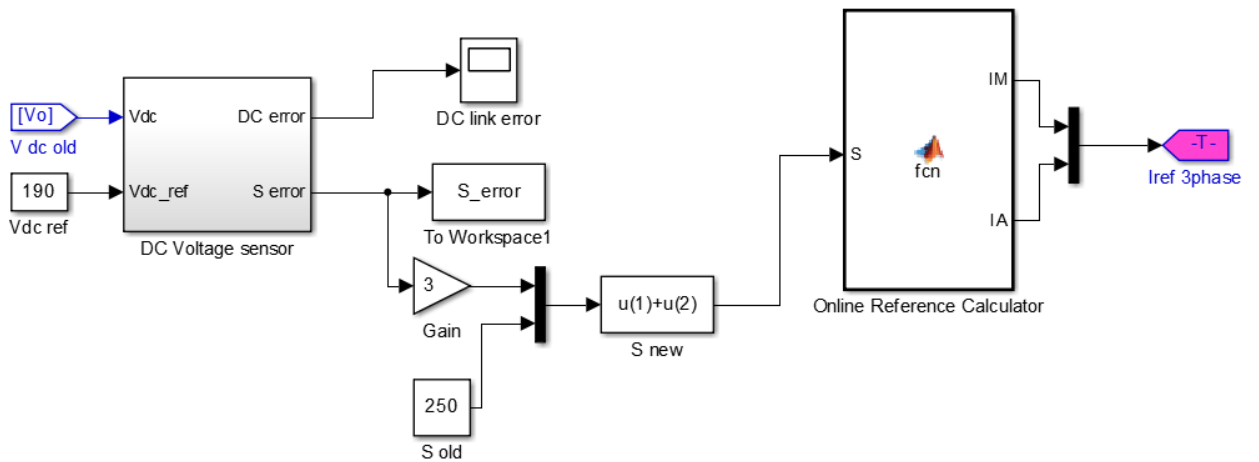 [Vo]
V dc old
190
Vdc ref
Vdc
DC error
Vdc_ref
S error
DC Voltage sensor
DC link error
S_error
To Workspace1
3
Gain
250
S old
u(1)+u(2)
S new
S
fcn
IM
IA
Online Reference Calculator
-T-
Iref 3phase